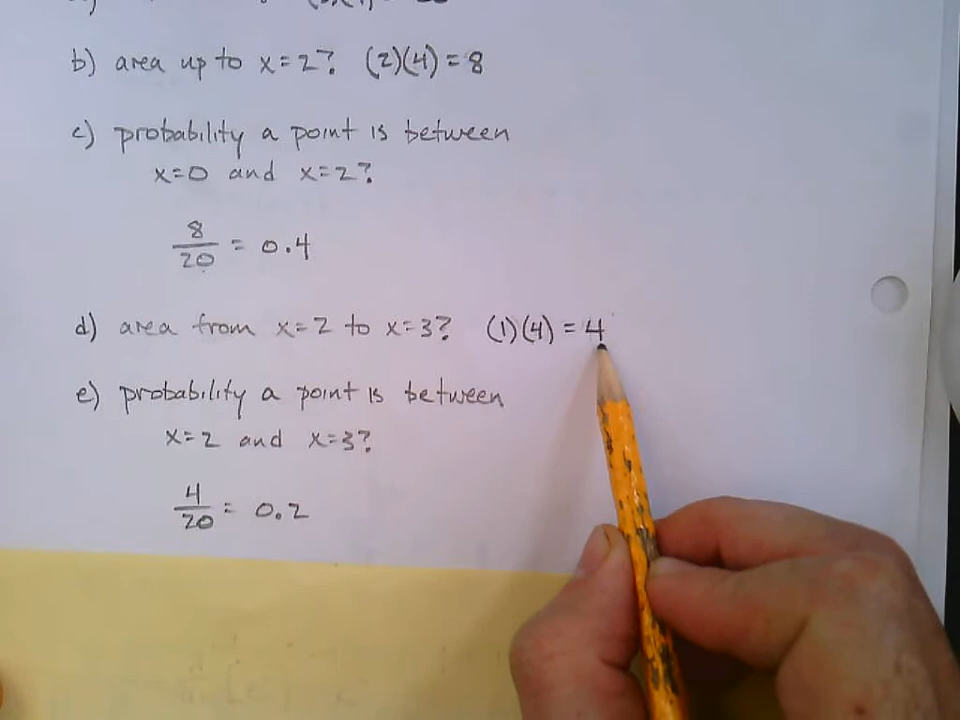 b) area up to x=2? (2)(4) = 8
c) probability a point is between
x=0 and x=2?
8/20 = 0.4
d) area from x=2 to x=3? (1)(4) = 4
e) probability a point is between
x=2 and x=3?
4/20 = 0.2